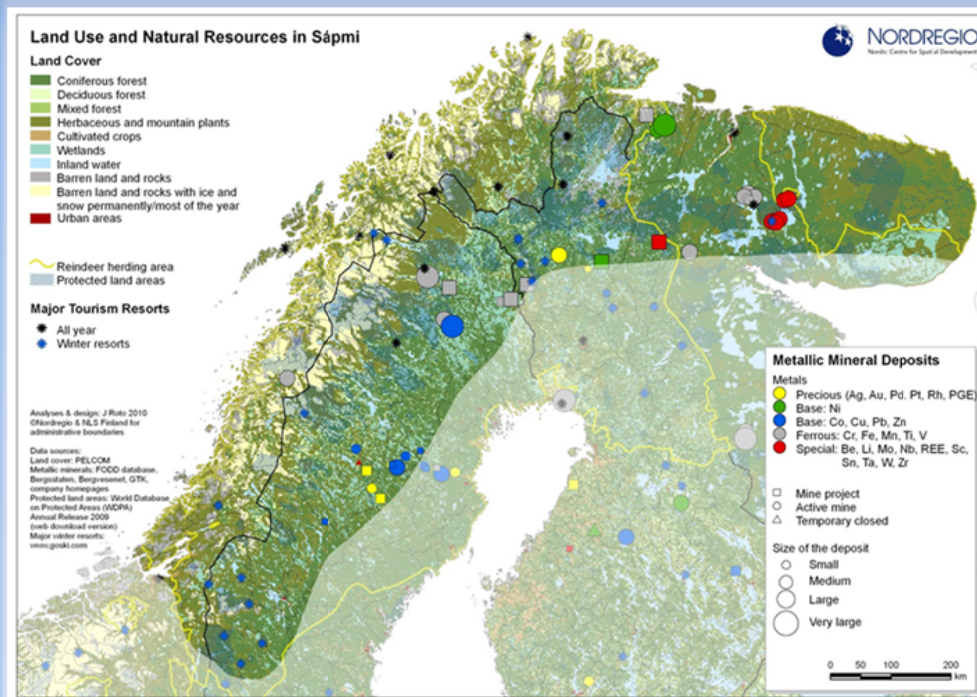 Land Use and Natural Resources in Sápmi
Land Cover
Coniferous forest
Deciduous forest
Mixed forest
Herbaceous and mountain plants
Cultivated crops
Wetlands
Inland water
Barren land and rocks
Barren land and rocks with ice and
snow permanently/most of the year
Urban areas
Reindeer herding area
Protected land areas
Major Tourism Resorts
All year
Winter resorts
Analyses & design: J Roto 2010
©Nordregio & NLS Finland for
administrative boundaries
Data sources:
Land cover: PELCOM
Metallic minerals: FODD database,
Bergsstaten, Bergvesenet, GTK,
company homepages
Protected land areas: World Database
on Protected Areas (WDPA)
Annual Release 2009
(web download version)
Major winter resorts:
www.goski.com
NORDREGIO
Nordic Centre for Spatial Development
Metallic Mineral Deposits
Metals
Precious (Ag, Au, Pd, Pt, Rh, PGE)
Base: Ni
Base: Co, Cu, Pb, Zn
Ferrous: Cr, Fe, Mn, Ti, V
Special: Be, Li, Mo, Nb, REE, Sc,
Sn, Ta, W, Zr
Mine project
Active mine
Temporary closed
Size of the deposit
Small
Medium
Large
Very large
0 50 100 200
km